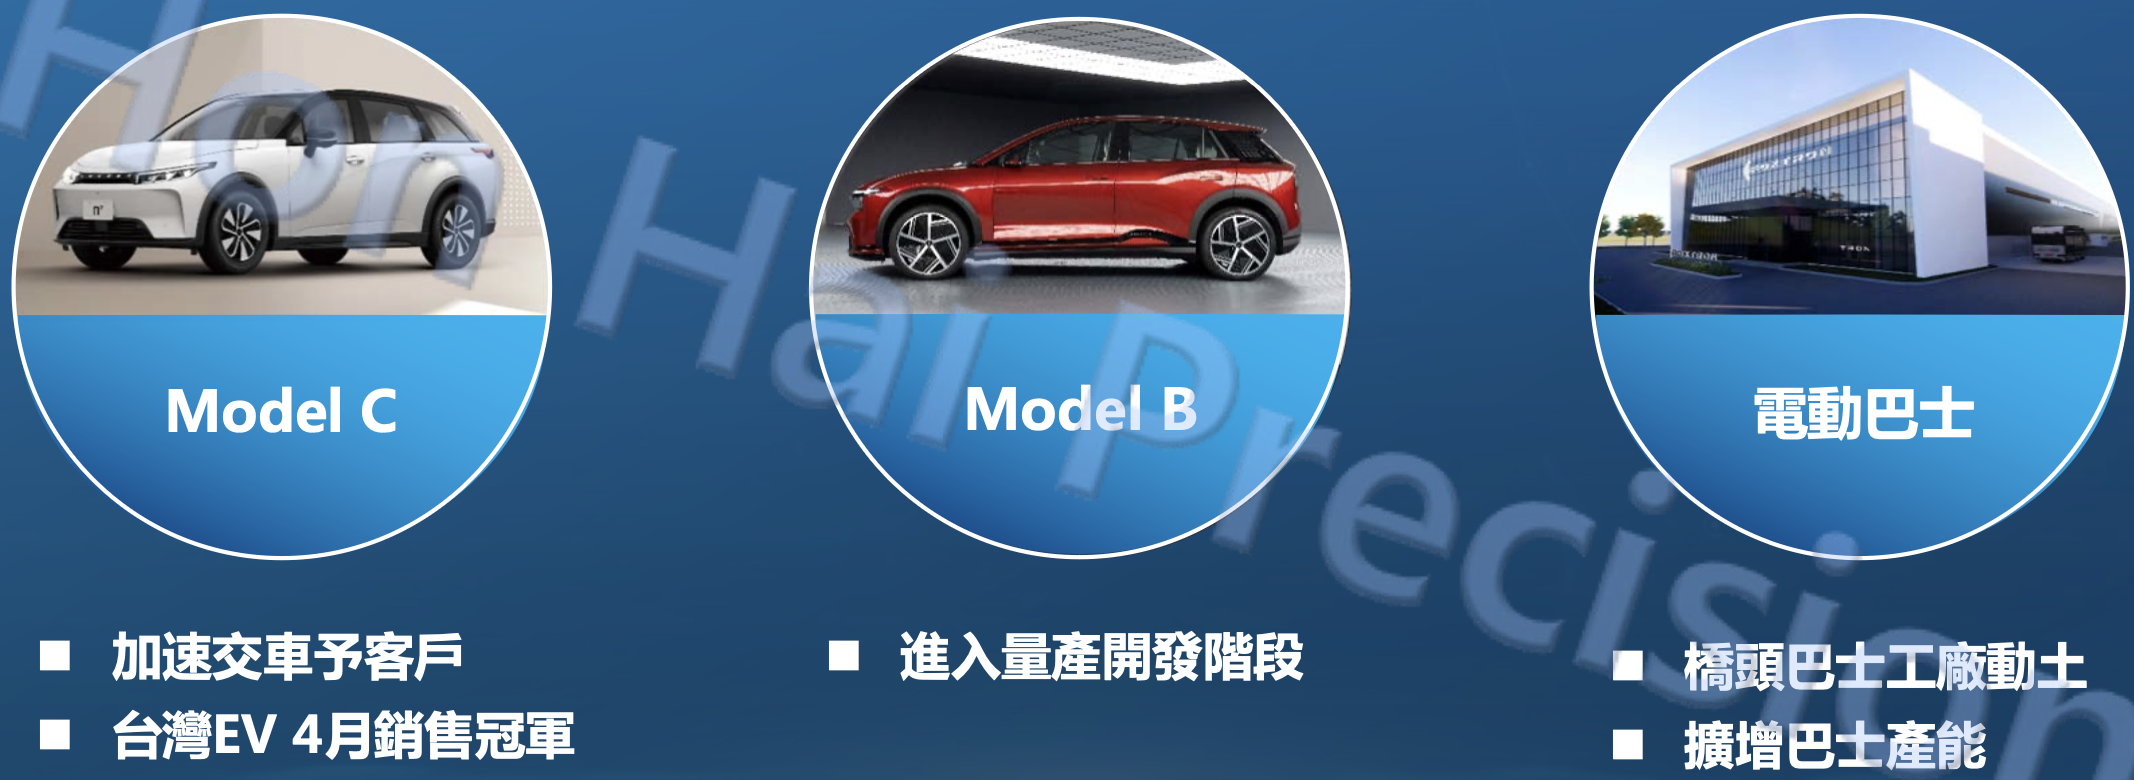 Hon Hai Precision
n⁷
FOXTRON
Model C
Model B
電動巴士
■ 加速交車予客戶
■ 台灣EV 4月銷售冠軍
■ 進入量產開發階段
■ 橋頭巴士工廠動土
■ 擴增巴士產能